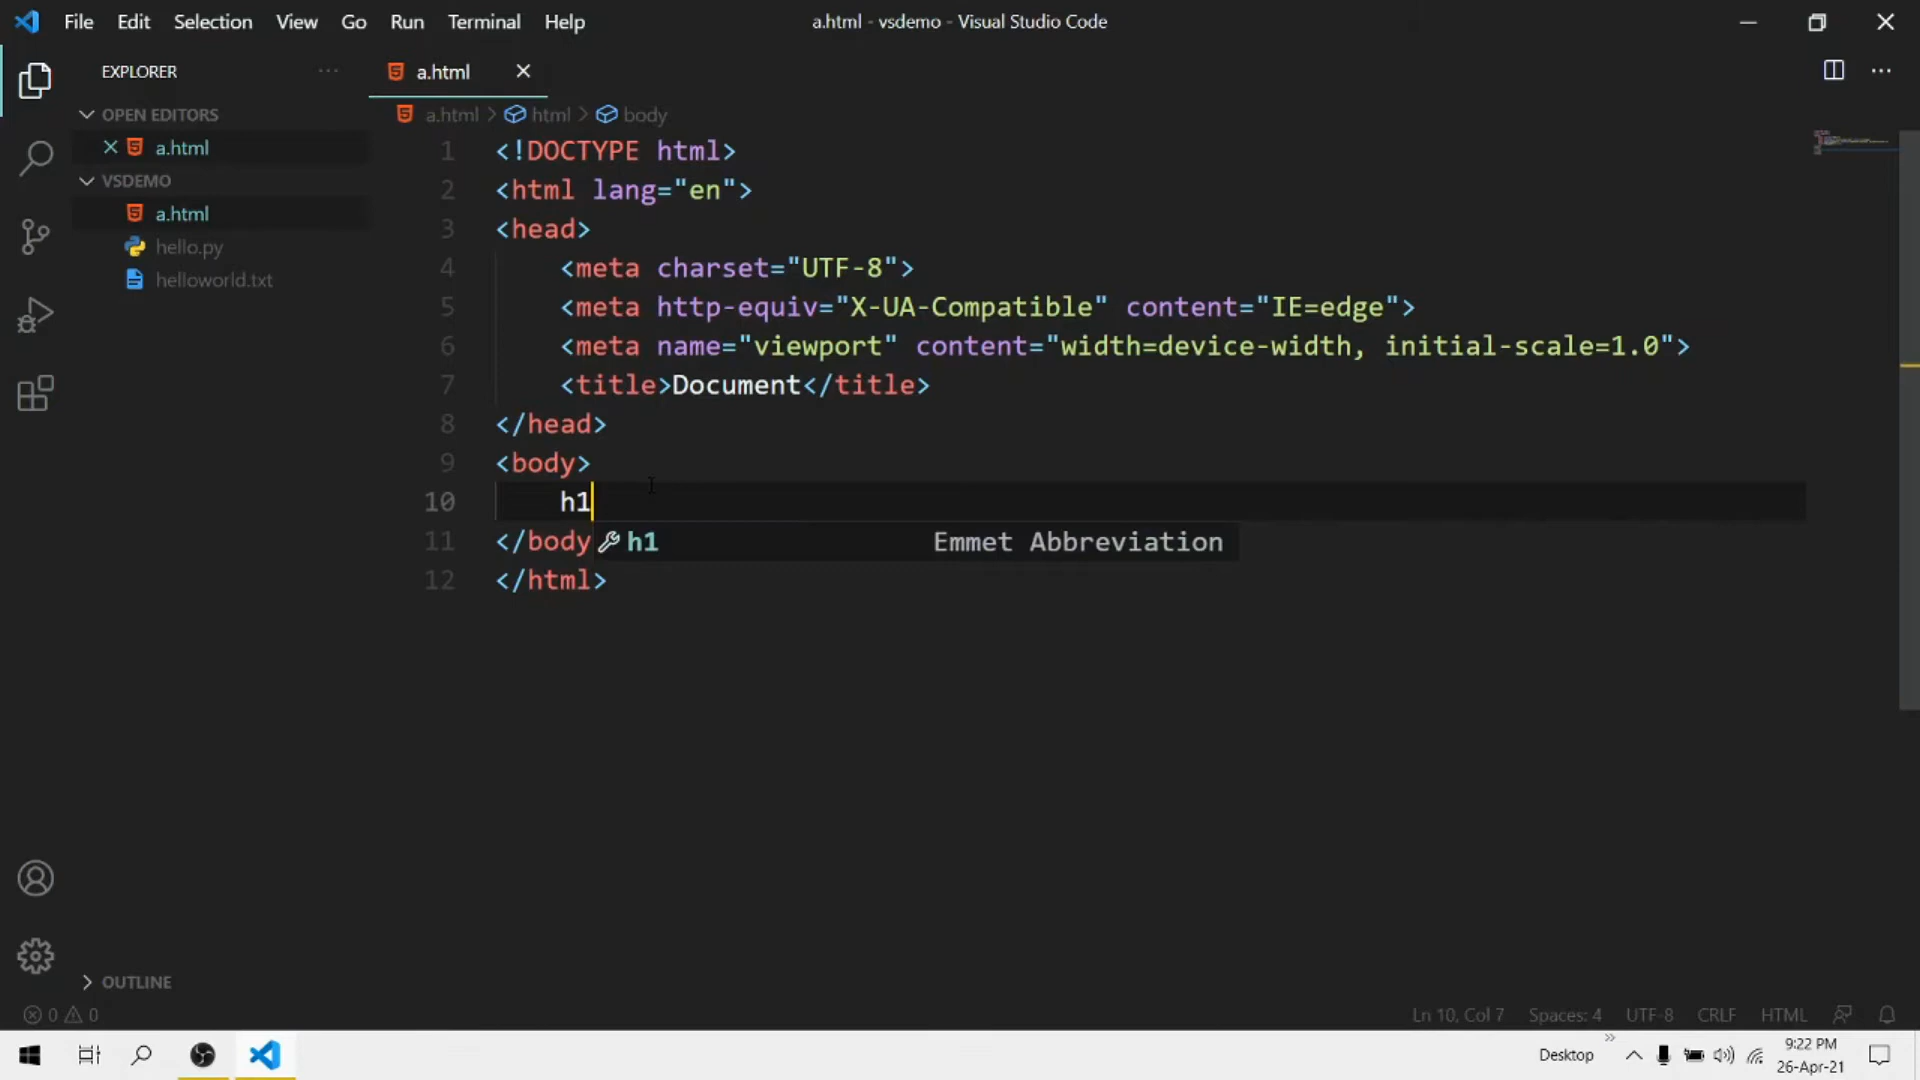 File Edit Selection View Go Run Terminal Help
a.html - vsdemo - Visual Studio Code
EXPLORER
OPEN EDITORS
a.html
VSDEMO
a.html
hello.py
helloworld.txt
OUTLINE
a.html
a.html > html > body
1 <!DOCTYPE html>
2 <html lang="en">
3 <head>
4 <meta charset="UTF-8">
5 <meta http-equiv="X-UA-Compatible" content="IE=edge">
6 <meta name="viewport" content="width=device-width, initial-scale=1.0">
7 <title>Document</title>
8 </head>
9 <body>
10 h1
11 </body
h1 Emmet Abbreviation
12 </html>
0 0
Ln 10, Col 7 Spaces: 4 UTF-8 CRLF HTML
Desktop
9:22 PM
26-Apr-21